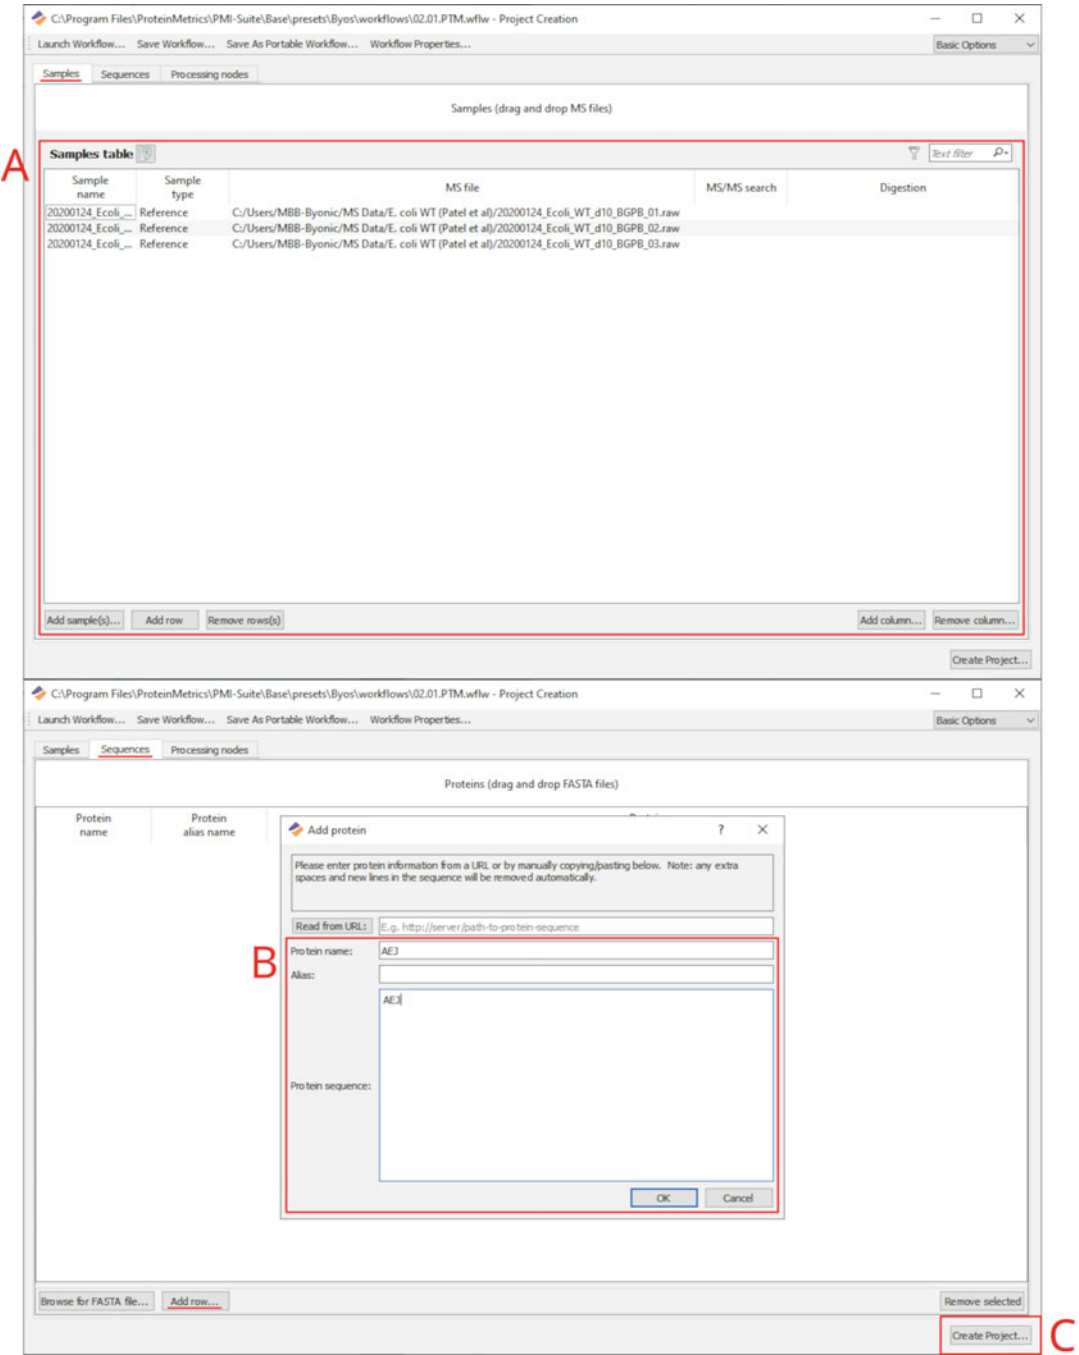 C:\Program Files\ProteinMetrics\PMI-Suite\Base\presets\Byos\workflows\02.01.PTM.wflw - Project Creation
Launch Workflow... Save Workflow... Save As Portable Workflow... Workflow Properties... Basic Options
Samples Sequences Processing nodes
Samples (drag and drop MS files)
A
Samples table Text filter
Sample name Sample type MS file MS/MS search Digestion
20200124_Ecoli_... Reference C:/Users/MBB-Byonic/MS Data/E. coli WT (Patel et al)/20200124_Ecoli_WT_d10_BGPB_01.raw
20200124_Ecoli_... Reference C:/Users/MBB-Byonic/MS Data/E. coli WT (Patel et al)/20200124_Ecoli_WT_d10_BGPB_02.raw
20200124_Ecoli_... Reference C:/Users/MBB-Byonic/MS Data/E. coli WT (Patel et al)/20200124_Ecoli_WT_d10_BGPB_03.raw
Add sample(s)... Add row Remove rows(s) Add column... Remove column...
Create Project...
C:\Program Files\ProteinMetrics\PMI-Suite\Base\presets\Byos\workflows\02.01.PTM.wflw - Project Creation
Launch Workflow... Save Workflow... Save As Portable Workflow... Workflow Properties... Basic Options
Samples Sequences Processing nodes
Proteins (drag and drop FASTA files)
Protein name Protein alias name
Add protein ?
Please enter protein information from a URL or by manually copying/pasting below. Note: any extra
spaces and new lines in the sequence will be removed automatically.
Read from URL: E.g. http://server/path-to-protein-sequence
B
Protein name: AEJ
Alias:
AEJ
Protein sequence:
OK Cancel
Browse for FASTA file... Add row... Remove selected
Create Project...
C